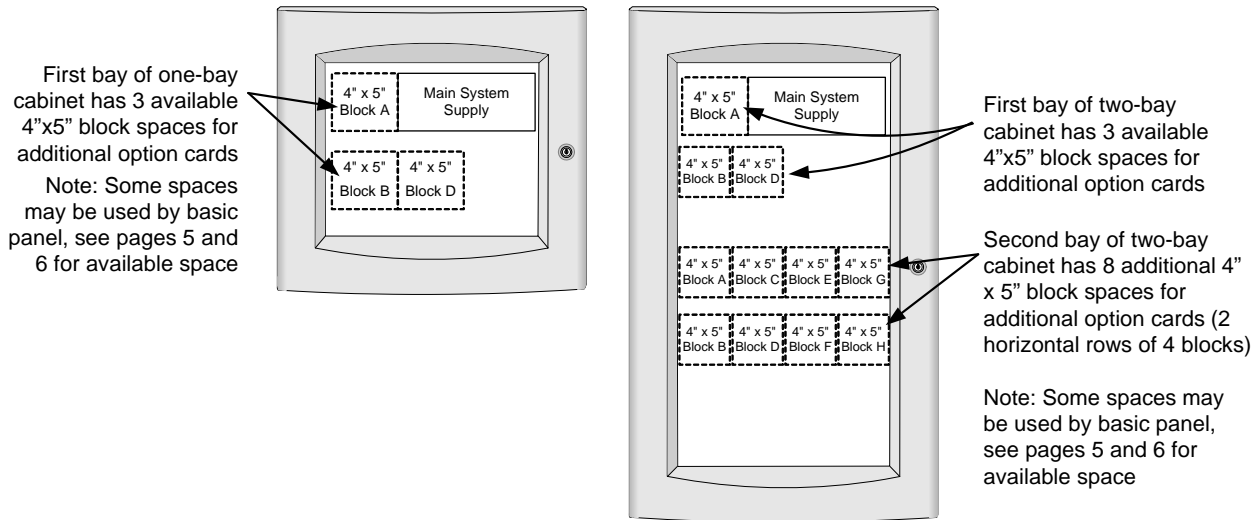 First bay of one-bay
cabinet has 3 available
4”x5” block spaces for
additional option cards
Note: Some spaces
may be used by basic
panel, see pages 5 and
6 for available space
4" x 5"
Block A
Main System
Supply
4" x 5"
Block B
4" x 5"
Block D
4" x 5"
Block A
Main System
Supply
4" x 5"
Block B
4" x 5"
Block D
4" x 5"
Block A
4" x 5"
Block C
4" x 5"
Block E
4" x 5"
Block G
4" x 5"
Block B
4" x 5"
Block D
4" x 5"
Block F
4" x 5"
Block H
First bay of two-bay
cabinet has 3 available
4”x5” block spaces for
additional option cards
Second bay of two-bay
cabinet has 8 additional 4”
x 5” block spaces for
additional option cards (2
horizontal rows of 4 blocks)
Note: Some spaces may
be used by basic panel,
see pages 5 and 6 for
available space